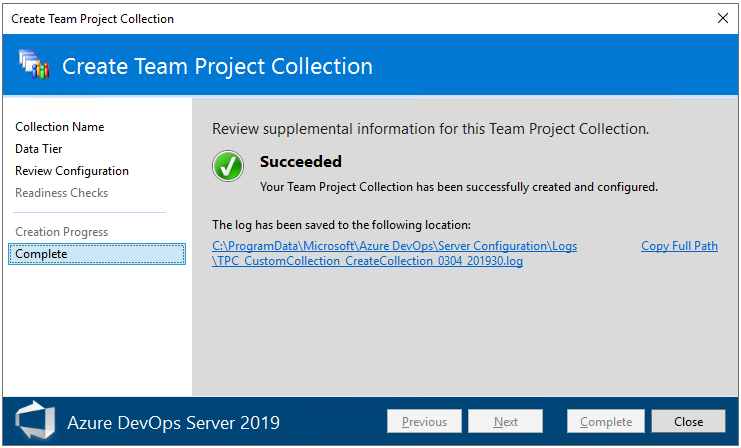 Create Team Project Collection
Create Team Project Collection
Collection Name
Data Tier
Review Configuration
Readiness Checks
Creation Progress
Complete
Review supplemental information for this Team Project Collection.
Succeeded
Your Team Project Collection has been successfully created and configured.
The log has been saved to the following location:
C:\ProgramData\Microsoft\Azure DevOps\Server Configuration\Logs
\TPC_CustomCollection_CreateCollection_0304_201930.log
Copy Full Path
Azure DevOps Server 2019
Previous
Next
Complete
Close